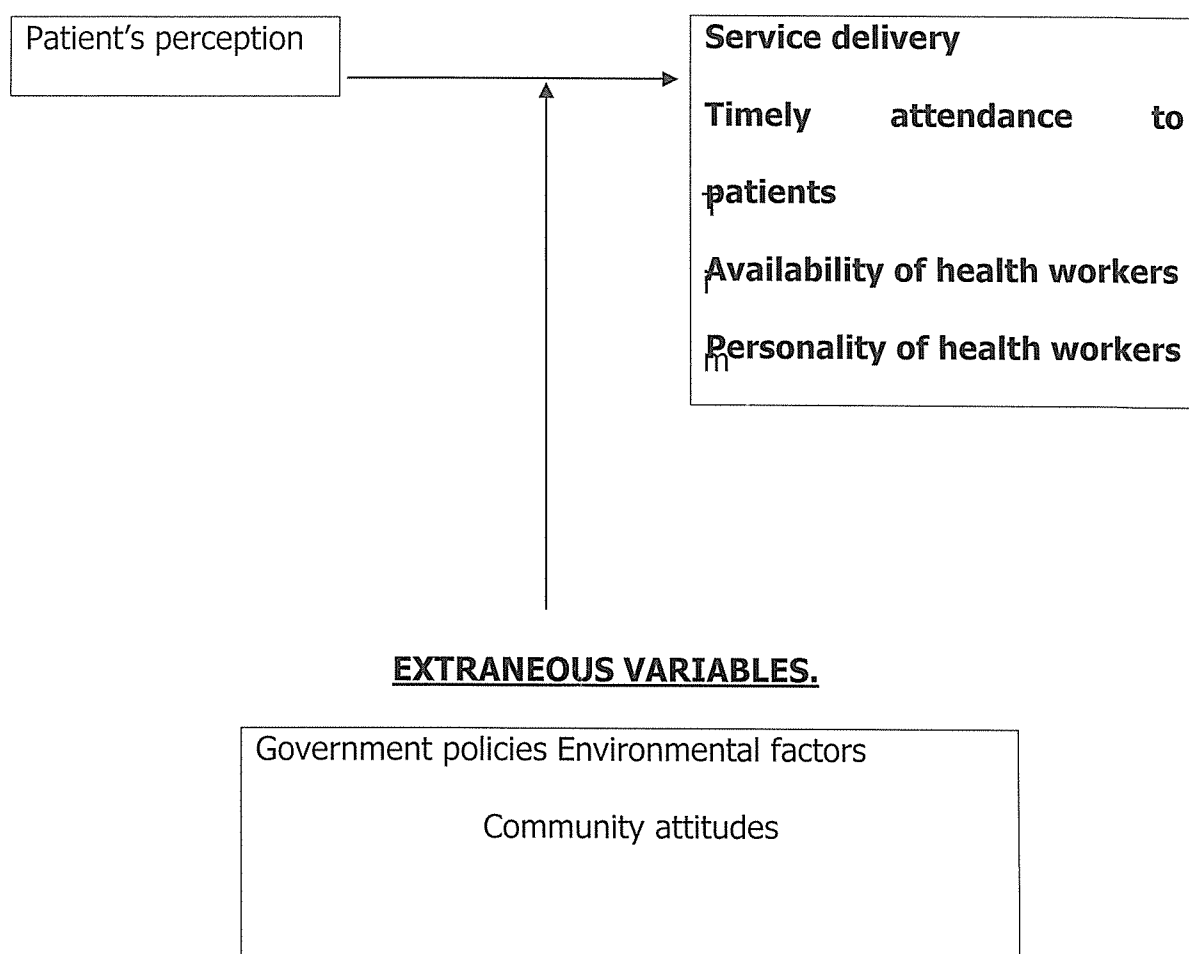 Patient's perception
Service delivery
Timely attendance to
patients
Availability of health workers
Personality of health workers
EXTRANEOUS VARIABLES.
Government policies Environmental factors
Community attitudes